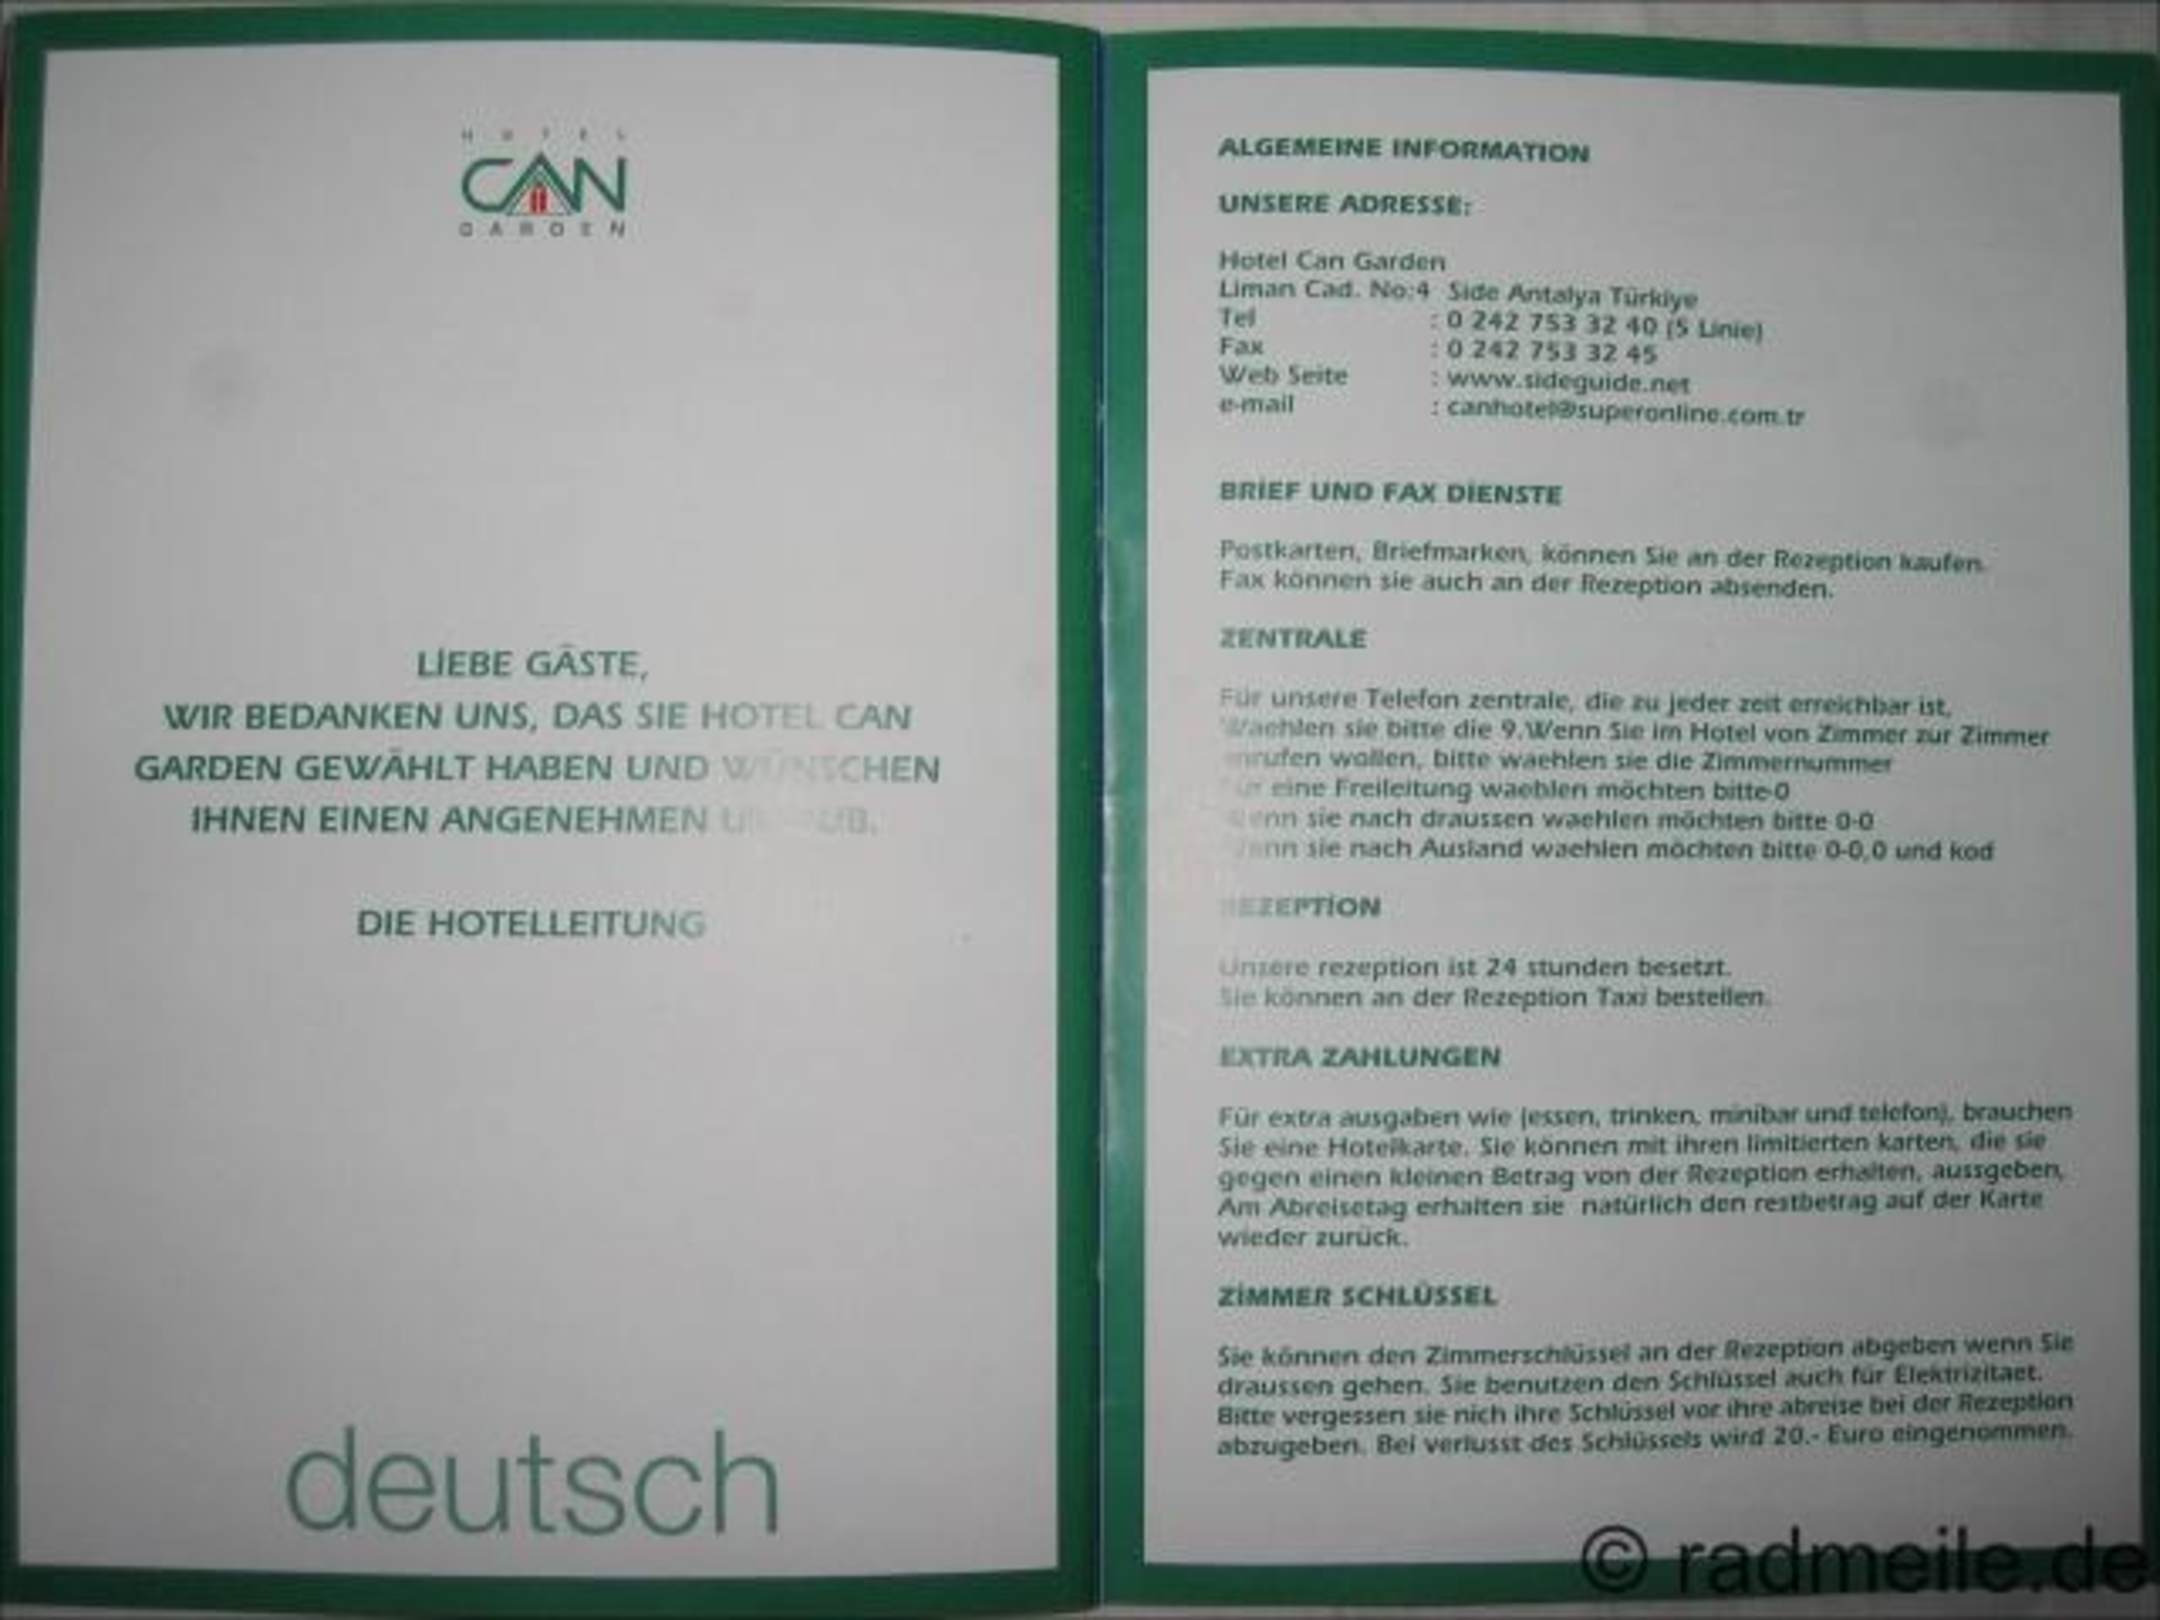 HOTEL
CAN
GARDEN
LİEBE GÄSTE,
WIR BEDANKEN UNS, DAS SIE HOTEL CAN
GARDEN GEWÄHLT HABEN UND WÜNSCHEN
IHNEN EINEN ANGENEHMEN
DIE HOTELLEITUNG
deutsch
ALGEMEINE INFORMATION
UNSERE ADRESSE:
Hotel Can Garden
Liman Cad. No:4 Side Antalya Türkiye
Tel : 0 242 753 32 40 (5 Linie)
Fax : 0 242 753 32 45
Web Seite : www.sideguide.net
e-mail : canhotel@superonline.com.tr
BRİEF UND FAX DİENSTE
Postkarten, Briefmarken, können Sie an der Rezeption kaufen.
Fax können sie auch an der Rezeption absenden.
ZENTRALE
Für unsere Telefon zentrale, die zu jeder zeit erreichbar ist,
Waehlen sie bitte die 9.Wenn Sie im Hotel von Zimmer zur Zimmer
anrufen wollen, bitte waehlen sie die Zimmernummer
Für eine Freileitung waehlen möchten bitte-0
Wenn sie nach draussen waehlen möchten bitte 0-0
Wenn sie nach Ausland waehlen möchten bitte 0-0,0 und kod
REZEPTİON
Unsere rezeption ist 24 stunden besetzt.
Sie können an der Rezeption Taxi bestellen.
EXTRA ZAHLUNGEN
Für extra ausgaben wie (essen, trinken, minibar und telefon), brauchen
Sie eine Hotelkarte. Sie können mit ihren limitierten karten, die sie
gegen einen kleinen Betrag von der Rezeption erhalten, aussgeben,
Am Abreisetag erhalten sie natürlich den restbetrag auf der Karte
wieder zurück.
ZİMMER SCHLÜSSEL
Sie können den Zimmerschlüssel an der Rezeption abgeben wenn Sie
draussen gehen. Sie benutzen den Schlüssel auch für Elektrizitaet.
Bitte vergessen sie nich ihre Schlüssel vor ihre abreise bei der Rezeption
abzugeben. Bei verlusst des Schlüssels wird 20.- Euro eingenommen.
© radmeile.de